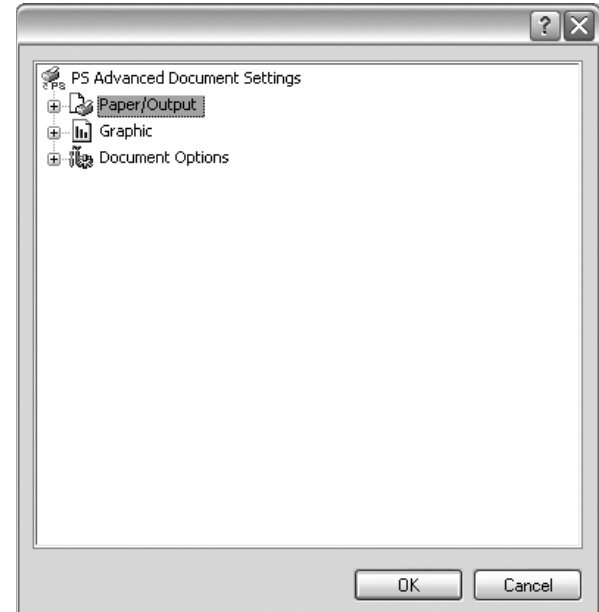 PS Advanced Document Settings
Paper/Output
Graphic
Document Options
OK
Cancel